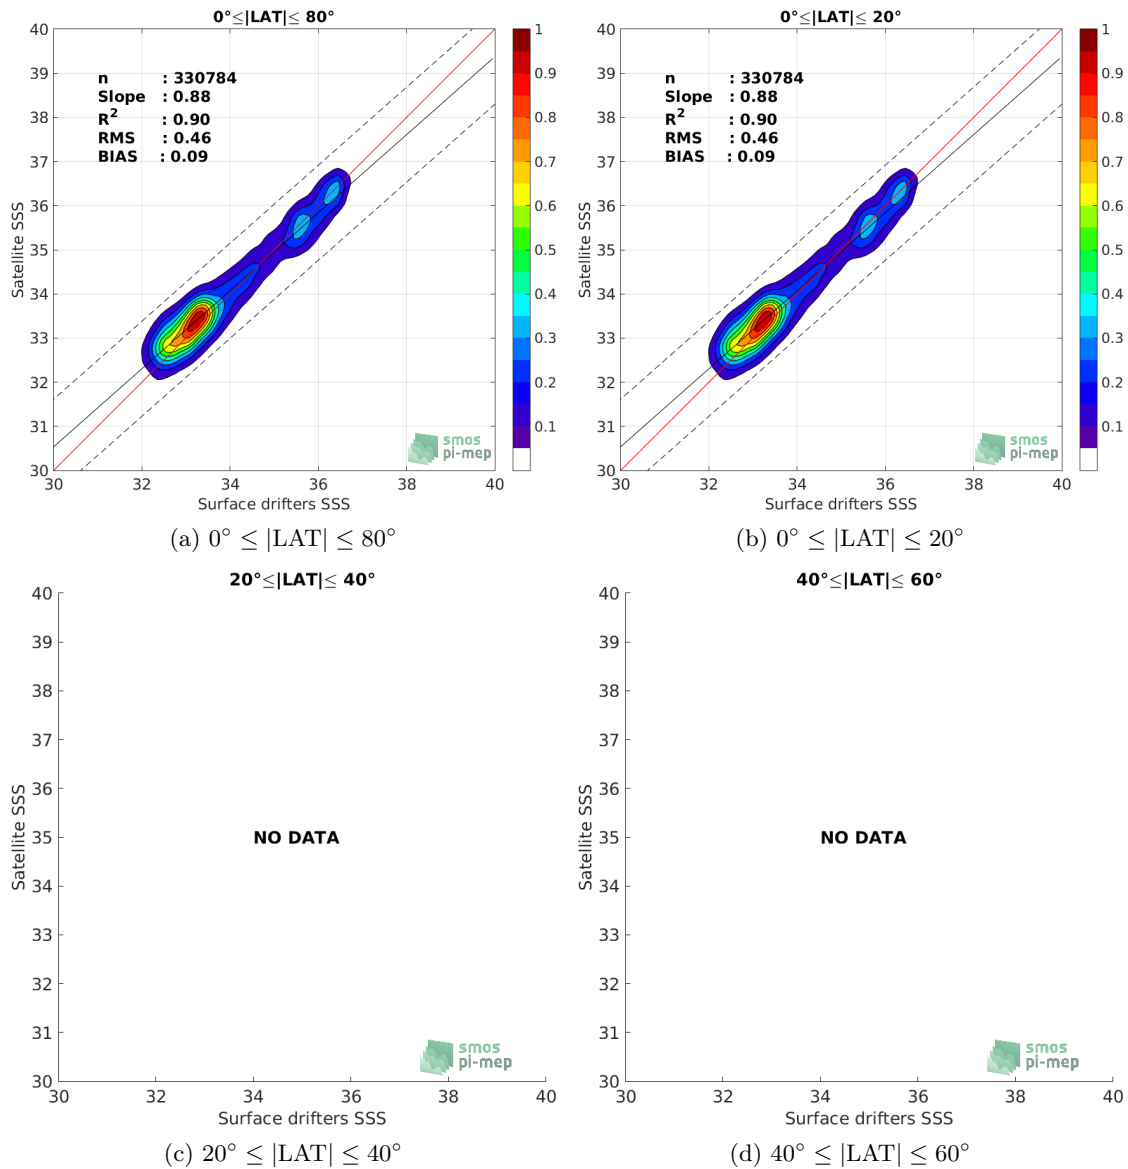 0°≤|LAT|≤ 80°
40
39
38
37
36
35
34
33
32
31
30
Satellite SSS
n : 330784
Slope : 0.88
R2 : 0.90
RMS : 0.46
BIAS : 0.09
smos
pi-mep
30 32 34 36 38 40
Surface drifters SSS
1
0.9
0.8
0.7
0.6
0.5
0.4
0.3
0.2
0.1
(a) 0° ≤ |LAT| ≤ 80°
0°≤|LAT|≤ 20°
40
39
38
37
36
35
34
33
32
31
30
Satellite SSS
n : 330784
Slope : 0.88
R2 : 0.90
RMS : 0.46
BIAS : 0.09
smos
pi-mep
30 32 34 36 38 40
Surface drifters SSS
1
0.9
0.8
0.7
0.6
0.5
0.4
0.3
0.2
0.1
(b) 0° ≤ |LAT| ≤ 20°
20°≤|LAT|≤ 40°
40
39
38
37
36
35
34
33
32
31
30
Satellite SSS
NO DATA
smos
pi-mep
30 32 34 36 38 40
Surface drifters SSS
(c) 20° ≤ |LAT| ≤ 40°
40°≤|LAT|≤ 60°
40
39
38
37
36
35
34
33
32
31
30
Satellite SSS
NO DATA
smos
pi-mep
30 32 34 36 38 40
Surface drifters SSS
(d) 40° ≤ |LAT| ≤ 60°